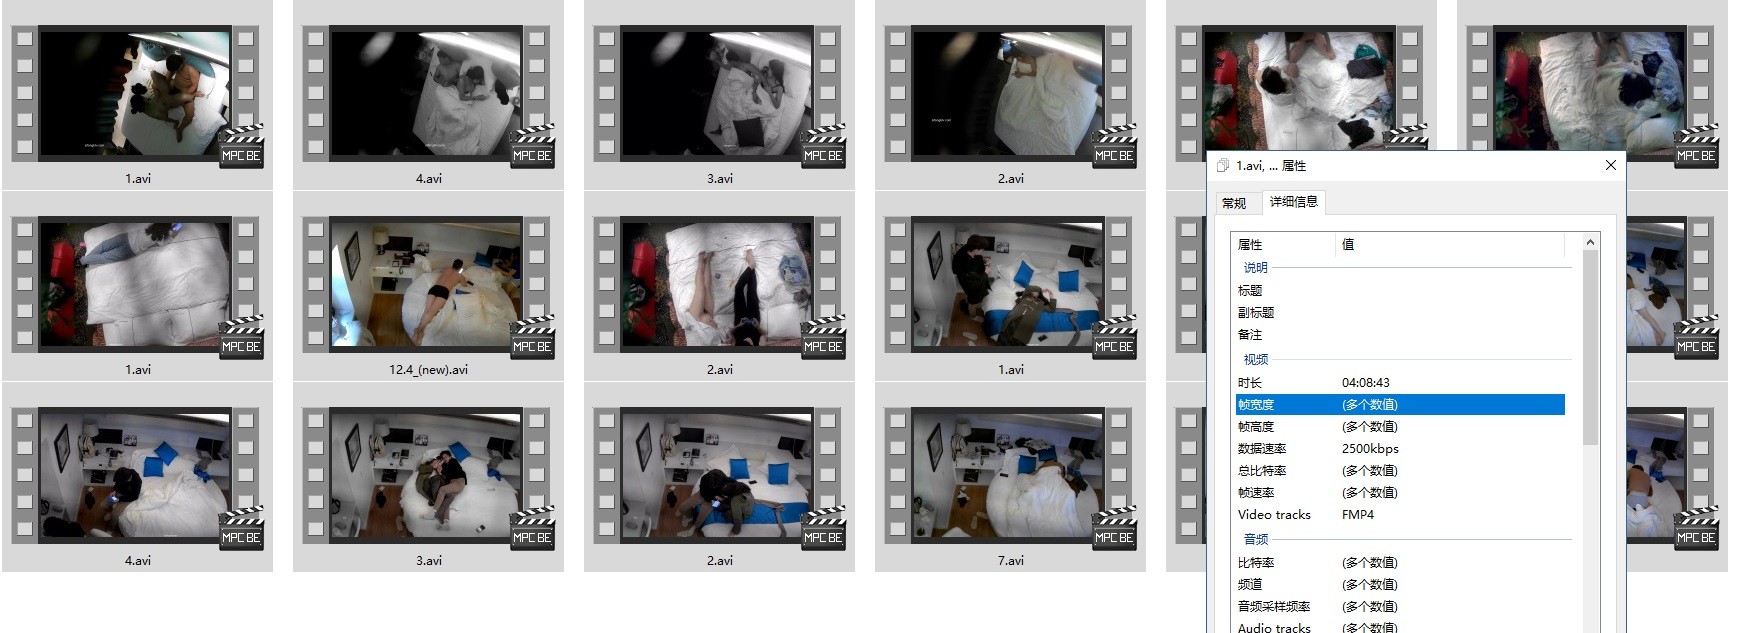 MPC BE
MPC BE
MPC BE
MPC BE
MPC BE
1.avi
4.avi
3.avi
2.avi
1.avi, ... 属性
常规
详细信息
属性
值
说明
标题
副标题
备注
视频
时长
04:08:43
帧宽度
(多个数值)
帧高度
(多个数值)
数据速率
2500kbps
总比特率
(多个数值)
帧速率
(多个数值)
Video tracks
FMP4
音频
比特率
(多个数值)
频道
(多个数值)
音频采样频率
(多个数值)
Audio tracks
(多个数值)
MPC BE
MPC BE
MPC BE
MPC BE
MPC BE
1.avi
12.4_(new).avi
2.avi
1.avi
MPC BE
MPC BE
MPC BE
MPC BE
MPC BE
4.avi
3.avi
2.avi
7.avi